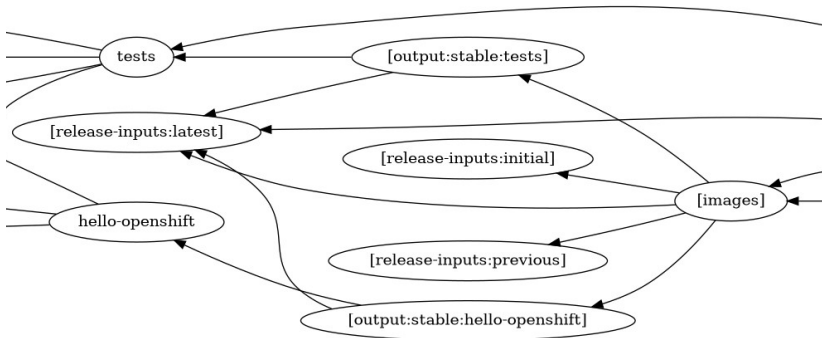 tests
[output:stable:tests]
[release-inputs:latest]
[release-inputs:initial]
[images]
hello-openshift
[release-inputs:previous]
[output:stable:hello-openshift]